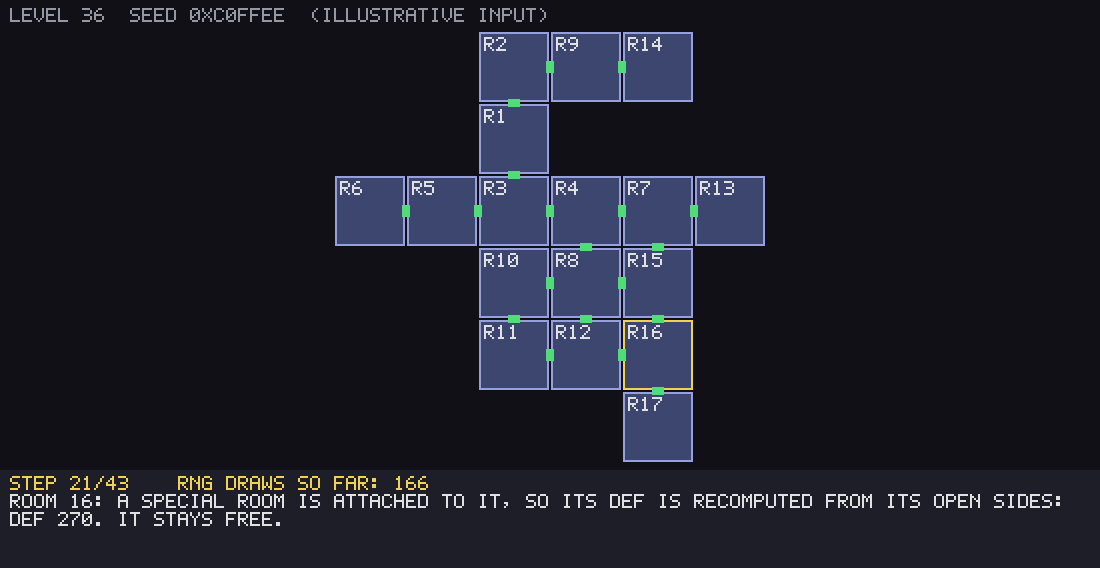 LEVEL 36  SEED 0XC0FFEE  (ILLUSTRATIVE INPUT)
R2 R9 R14
R1
R6 R5 R3 R4 R7 R13
R10 R8 R15
R11 R12 R16
R17
STEP 21/43    RNG DRAWS SO FAR: 166
ROOM 16: A SPECIAL ROOM IS ATTACHED TO IT, SO ITS DEF IS RECOMPUTED FROM ITS OPEN SIDES:
DEF 270. IT STAYS FREE.